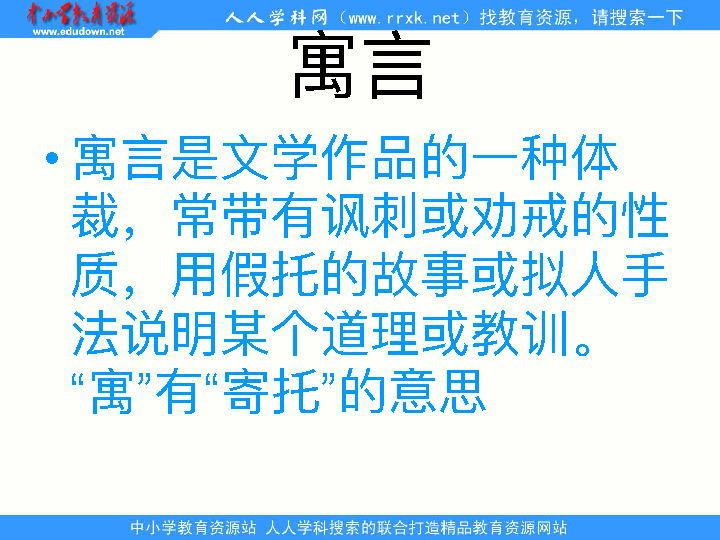 中小学教育资源
www.edudown.net
人人学科网（www.rrxk.net）找教育资源，请搜索一下
寓言
•寓言是文学作品的一种体
裁，常带有讽刺或劝戒的性
质，用假托的故事或拟人手
法说明某个道理或教训。
“寓”有“寄托”的意思
中小学教育资源站 人人学科搜索的联合打造精品教育资源网站